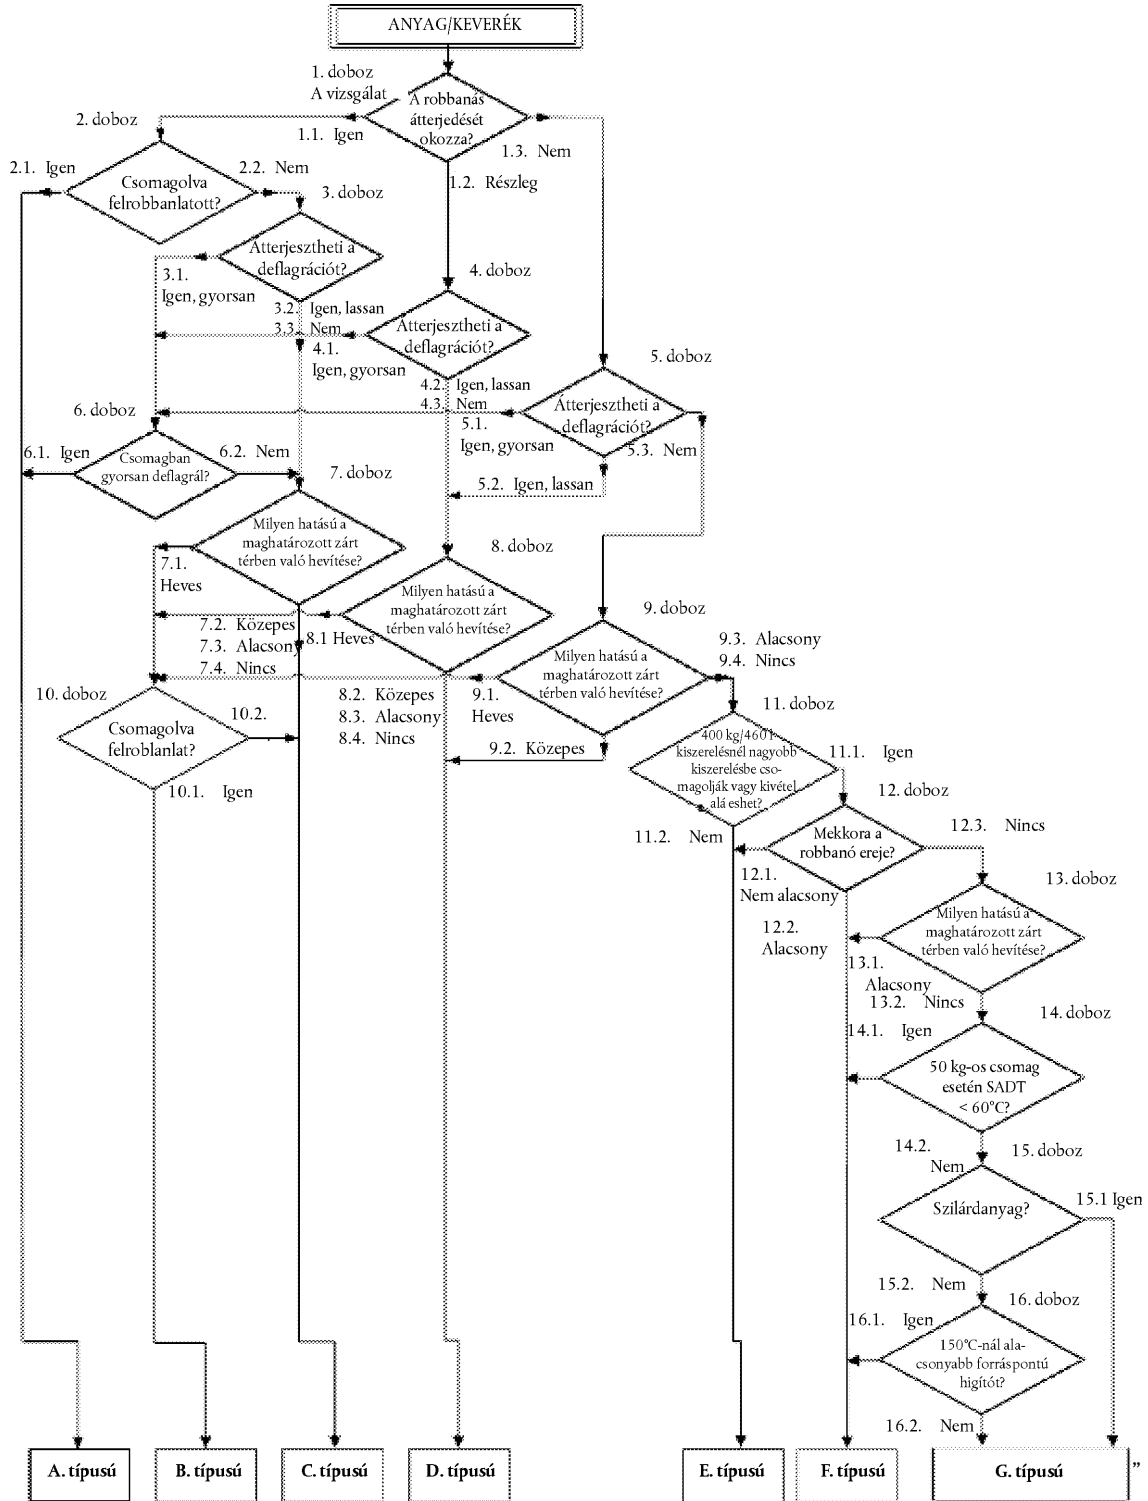 ANYAG/KEVERÉK
1. doboz
A vizsgálat
A robbanás
átterjedését
okozza?
1.1. Igen
1.3. Nem
1.2. Részleg
2. doboz
2.1. Igen
2.2. Nem
Csomagolva
felrobbanlatott?
3. doboz
Átterjesztheti a
deflagrációt?
3.1.
Igen, gyorsan
3.2. Igen, lassan
3.3. Nem
4. doboz
Átterjesztheti a
deflagrációt?
4.1.
Igen, gyorsan
4.2. Igen, lassan
4.3. Nem
5. doboz
Átterjesztheti a
deflagrációt?
5.1.
Igen, gyorsan
5.3. Nem
5.2. Igen, lassan
6. doboz
6.1. Igen
6.2. Nem
Csomagban
gyorsan deflagrál?
7. doboz
Milyen hatású a
maghatározott zárt
térben való hevítése?
7.1.
Heves
7.2. Közepes
7.3. Alacsony
7.4. Nincs
8. doboz
Milyen hatású a
maghatározott zárt
térben való hevítése?
8.1 Heves
8.2. Közepes
8.3. Alacsony
8.4. Nincs
9. doboz
Milyen hatású a
maghatározott zárt
térben való hevítése?
9.1.
Heves
9.2. Közepes
9.3. Alacsony
9.4. Nincs
10. doboz
Csomagolva
felroblanlat?
10.2.
10.1. Igen
11. doboz
400 kg/460 l
kiszerelésnél nagyobb
kiszerelésbe cso-
magolják vagy kivétel
alá eshet?
11.1. Igen
11.2. Nem
12. doboz
Mekkora a
robbanó ereje?
12.3. Nincs
12.1.
Nem alacsony
12.2.
Alacsony
13. doboz
Milyen hatású a
maghatározott zárt
térben való hevítése?
13.1.
Alacsony
13.2. Nincs
14. doboz
14.1. Igen
50 kg-os csomag
esetén SADT
< 60°C?
14.2.
Nem
15. doboz
Szilárdanyag?
15.1 Igen
15.2. Nem
16. doboz
16.1. Igen
150°C-nál ala-
csonyabb forráspontú
higítót?
16.2. Nem
A. típusú
B. típusú
C. típusú
D. típusú
E. típusú
F. típusú
G. típusú
”